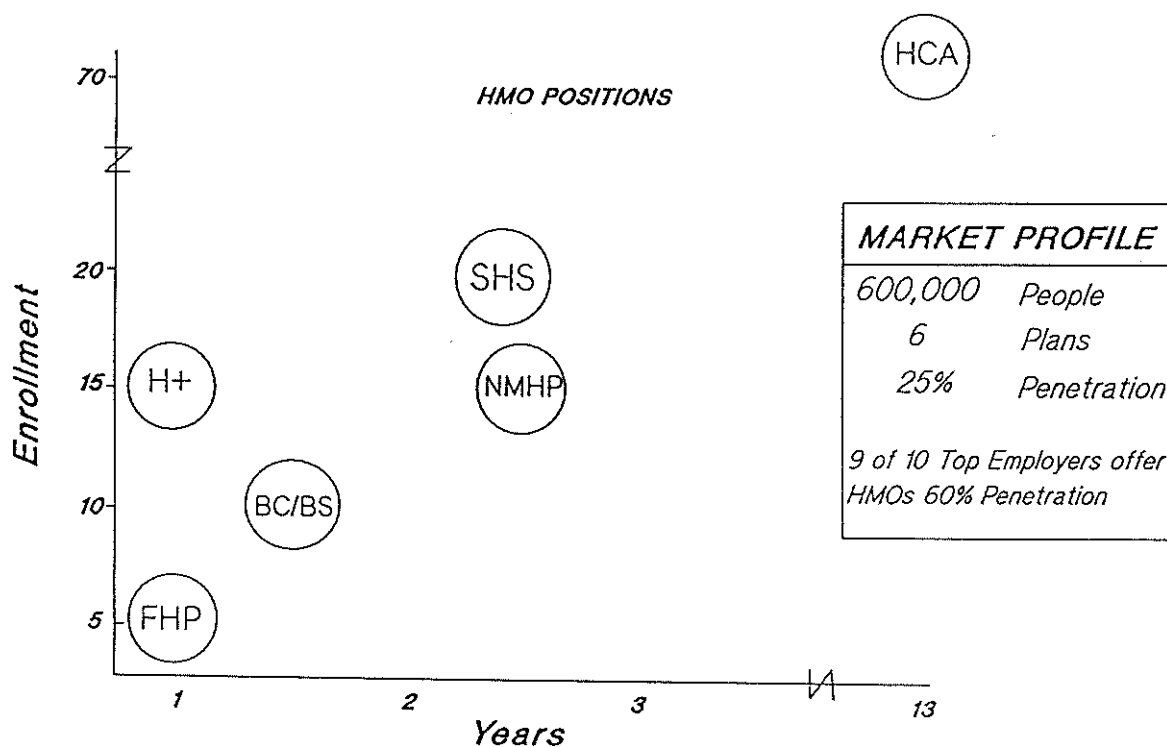 HCA
70
HMO POSITIONS
MARKET PROFILE
600,000 People
6 Plans
25% Penetration
9 of 10 Top Employers offer
HMOs 60% Penetration
20
SHS
Enrollment
15
H+
NMHP
10
BC/BS
5
FHP
1
2
3
13
Years